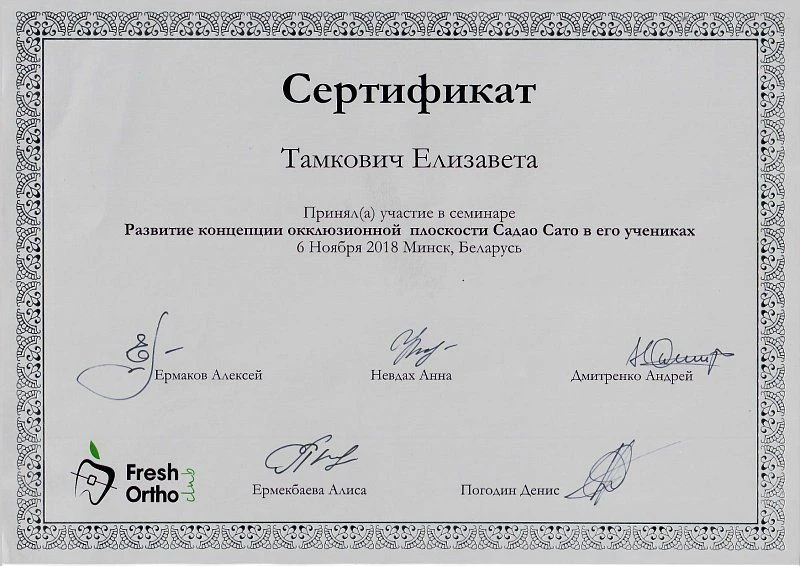 Сертификат
Тамкович Елизавета
Принял(а) участие в семинаре
Развитие концепции окклюзионной плоскости Садао Сато в его учениках
6 Ноября 2018 Минск, Беларусь
Ермаков Алексей
Невдах Анна
Дмитренко Андрей
Fresh
Ortho club
Ермекбаева Алиса
Погодин Денис